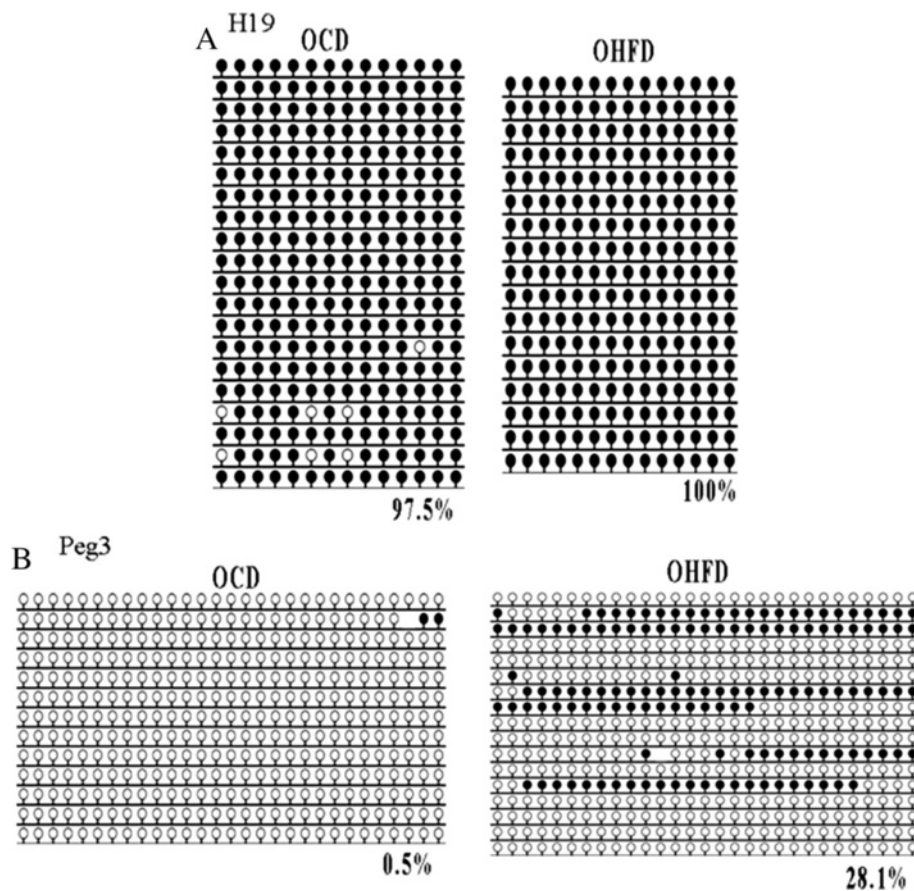 A H19
OCD
OHFD
97.5%
100%
B Peg3
OCD
OHFD
0.5%
28.1%